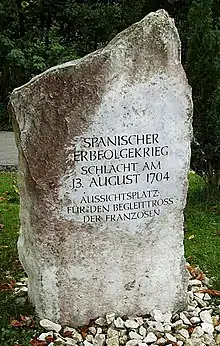 SPANISCHER
ERBFOLGEKRIEG
SCHLACHT AM
13. AUGUST 1704
AUSSICHTSPLATZ
FÜR DEN BEGLEITTROSS
DER FRANZOSEN